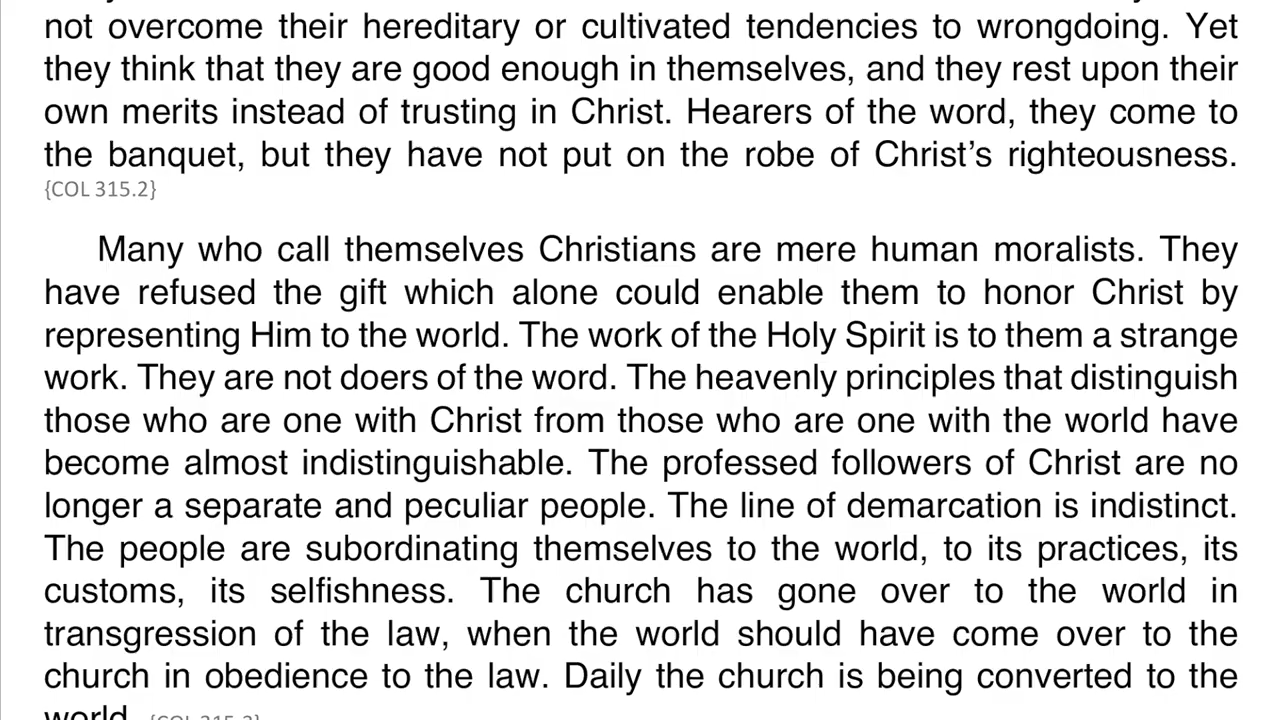 not overcome their hereditary or cultivated tendencies to wrongdoing. Yet
they think that they are good enough in themselves, and they rest upon their
own merits instead of trusting in Christ. Hearers of the word, they come to
the banquet, but they have not put on the robe of Christ’s righteousness.
{COL 315.2}
Many who call themselves Christians are mere human moralists. They
have refused the gift which alone could enable them to honor Christ by
representing Him to the world. The work of the Holy Spirit is to them a strange
work. They are not doers of the word. The heavenly principles that distinguish
those who are one with Christ from those who are one with the world have
become almost indistinguishable. The professed followers of Christ are no
longer a separate and peculiar people. The line of demarcation is indistinct.
The people are subordinating themselves to the world, to its practices, its
customs, its selfishness. The church has gone over to the world in
transgression of the law, when the world should have come over to the
church in obedience to the law. Daily the church is being converted to the
world. {COL 315.3}